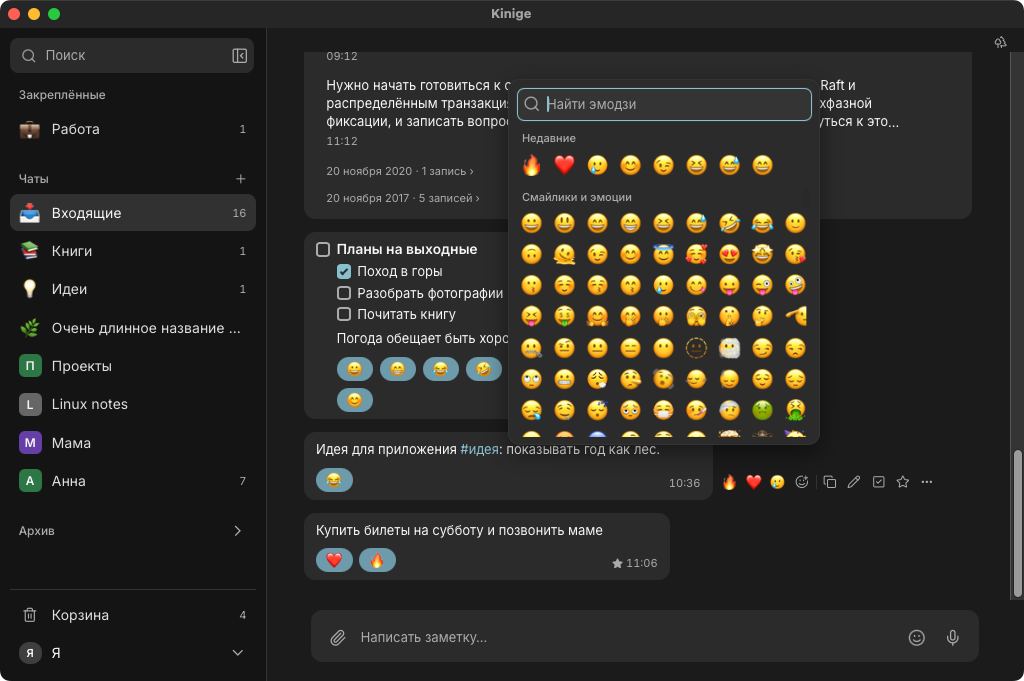 Kinige
Поиск
Закреплённые
Работа 1
Чаты
Входящие 16
Книги 1
Идеи 1
Очень длинное название ...
П Проекты
L Linux notes
М Мама
А Анна 7
Архив
Корзина 4
Я Я
09:12
Нужно начать готовиться к Raft и
распределённым хфазной
фиксации, и записать к это...
11:12
20 ноября 2020 · 1 запись ›
20 ноября 2017 · 5 записей ›
Планы на выходные
Поход в горы
Разобрать фотографии
Почитать книгу
Погода обещает быть
Найти эмодзи
Недавние
Смайлики и эмоции
Идея для приложения #идея: показывать год как лес.
10:36
Купить билеты на субботу и позвонить маме
11:06
Написать заметку...